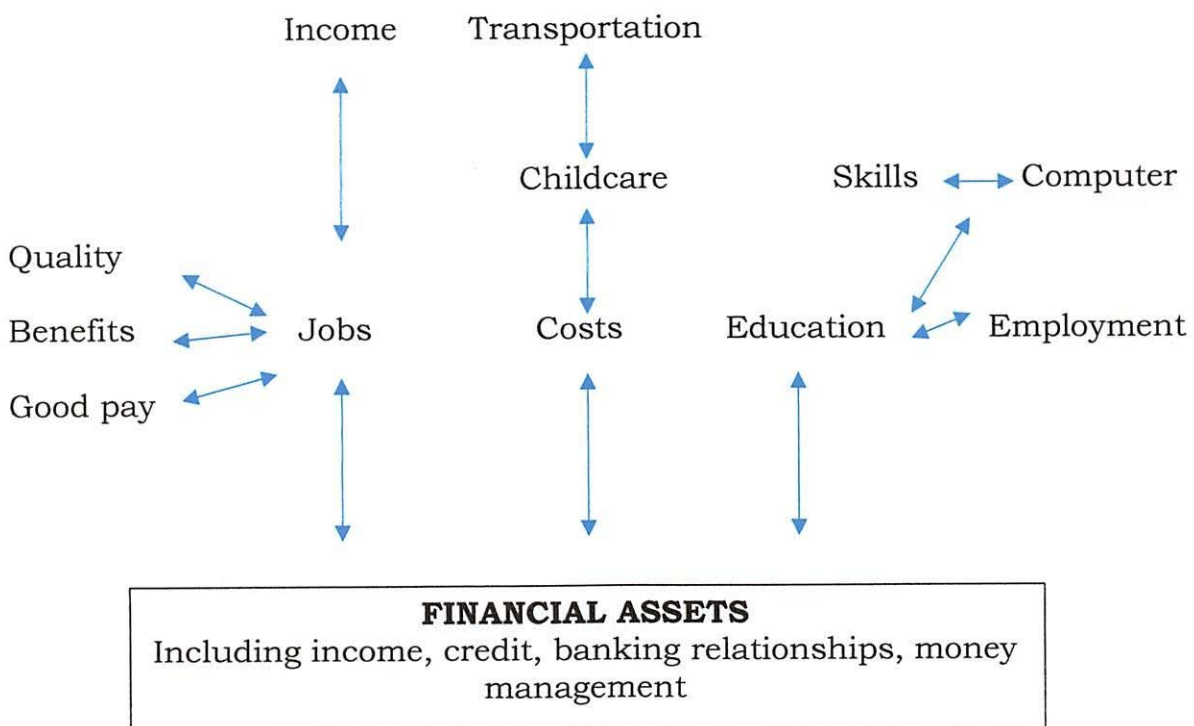 Income Transportation
Childcare Skills Computer
Quality
Benefits Jobs Costs Education Employment
Good pay
FINANCIAL ASSETS
Including income, credit, banking relationships, money
management